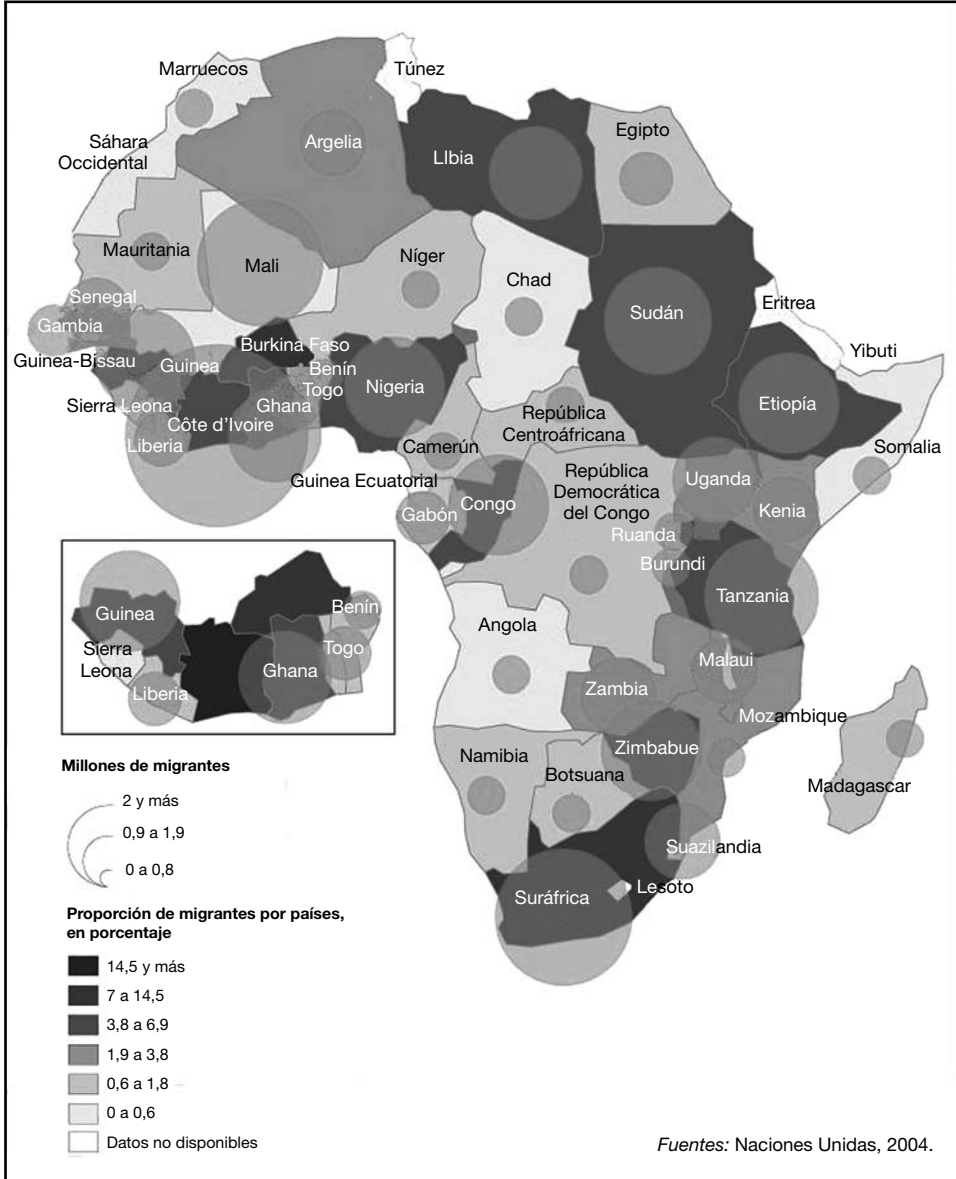 Marruecos
Túnez
Sáhara
Occidental
Argelia
LIbia
Egipto
Mauritania
Mali
Níger
Chad
Sudán
Eritrea
Yibuti
Senegal
Gambia
Guinea-Bissau
Guinea
Burkina Faso
Benín
Togo
Nigeria
Etiopía
Sierra Leona
Côte d'Ivoire
Ghana
Liberia
Camerún
República
Centroáfricana
Somalia
Guinea Ecuatorial
Gabón
Congo
República
Democrática
del Congo
Uganda
Kenia
Ruanda
Burundi
Tanzania
Angola
Zambia
Malaui
Mozambique
Namibia
Botsuana
Zimbabue
Madagascar
Suazilandia
Suráfrica
Lesoto
Guinea
Benín
Sierra
Leona
Togo
Ghana
Liberia
Millones de migrantes
2 y más
0,9 a 1,9
0 a 0,8
Proporción de migrantes por países,
en porcentaje
14,5 y más
7 a 14,5
3,8 a 6,9
1,9 a 3,8
0,6 a 1,8
0 a 0,6
Datos no disponibles
Fuentes: Naciones Unidas, 2004.